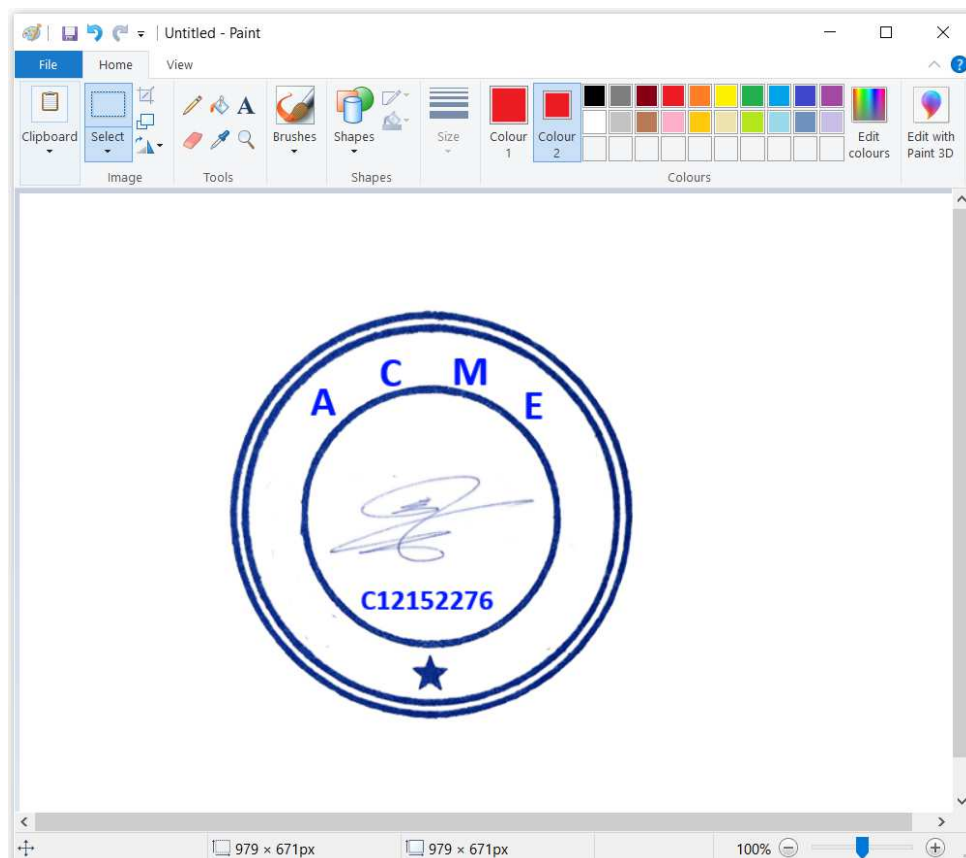 Untitled - Paint
File Home View
Clipboard
Select
Image
Tools
Brushes
Shapes
Shapes
Size
Colour 1
Colour 2
Edit colours
Colours
Edit with Paint 3D
A C M E
C12152276
979 × 671px
979 × 671px
100%